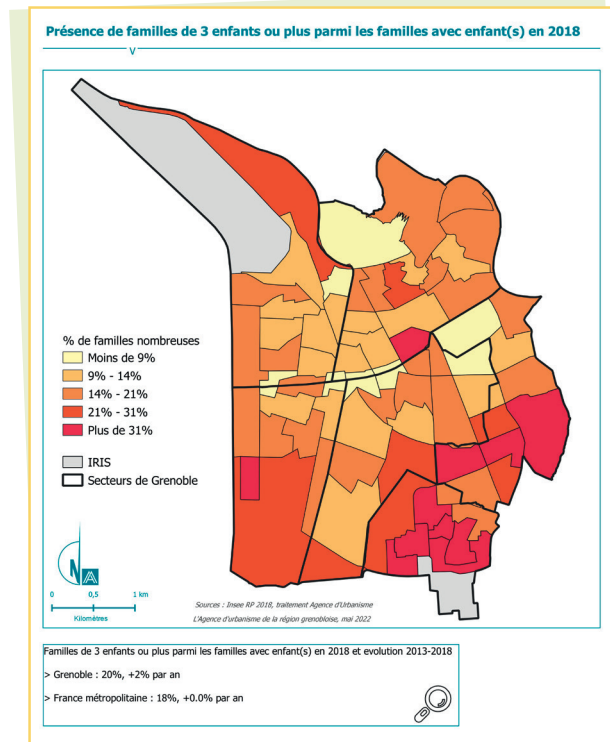 Présence de familles de 3 enfants ou plus parmi les familles avec enfant(s) en 2018
% de familles nombreuses
Moins de 9%
9% - 14%
14% - 21%
21% - 31%
Plus de 31%
IRIS
Secteurs de Grenoble
N
0 0,5 1 km
Kilomètres
Sources : Insee RP 2018, traitement Agence d'Urbanisme
L'Agence d'urbanisme de la région grenobloise, mai 2022
Familles de 3 enfants ou plus parmi les familles avec enfant(s) en 2018 et evolution 2013-2018
> Grenoble : 20%, +2% par an
> France métropolitaine : 18%, +0.0% par an